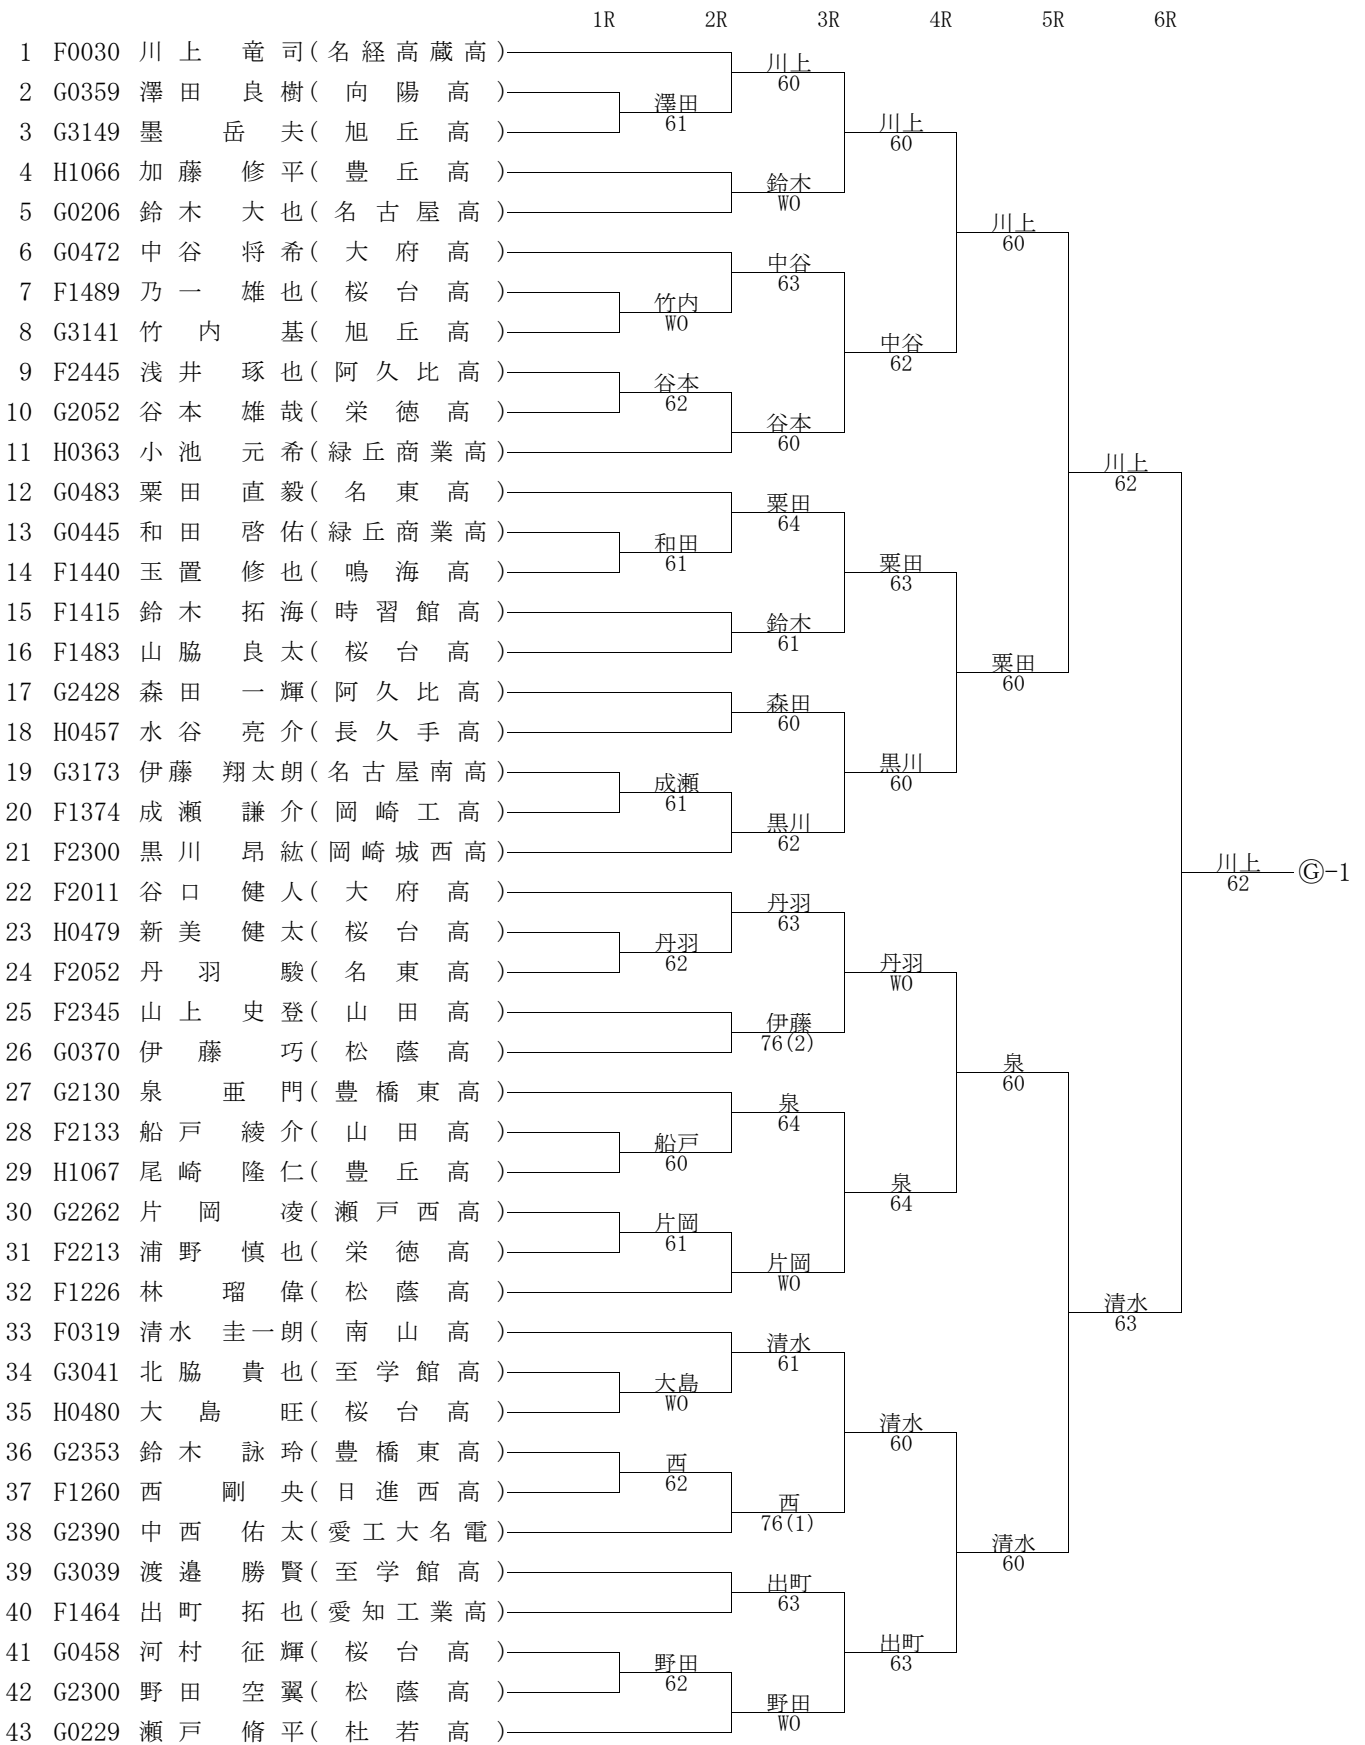 1R 2R 3R 4R 5R 6R
1 F0030 川上 竜司(名経高蔵高)
川上
60
2 G0359 澤田 良樹(向陽高)
澤田
61
3 G3149 墨 岳夫(旭丘高)
川上
60
4 H1066 加藤 修平(豊丘高)
鈴木
WO
5 G0206 鈴木 大也(名古屋高)
川上
60
6 G0472 中谷 将希(大府高)
中谷
63
7 F1489 乃一 雄也(桜台高)
竹内
WO
8 G3141 竹内 基(旭丘高)
中谷
62
9 F2445 浅井 琢也(阿久比高)
谷本
62
10 G2052 谷本 雄哉(栄徳高)
谷本
60
11 H0363 小池 元希(緑丘商業高)
川上
62
12 G0483 粟田 直毅(名東高)
粟田
64
13 G0445 和田 啓佑(緑丘商業高)
和田
61
14 F1440 玉置 修也(鳴海高)
粟田
63
15 F1415 鈴木 拓海(時習館高)
鈴木
61
16 F1483 山脇 良太(桜台高)
粟田
60
17 G2428 森田 一輝(阿久比高)
森田
60
18 H0457 水谷 亮介(長久手高)
黒川
60
19 G3173 伊藤 翔太朗(名古屋南高)
成瀬
61
20 F1374 成瀬 謙介(岡崎工高)
黒川
62
21 F2300 黒川 昂紘(岡崎城西高)
川上
62
Ⓖ-1
22 F2011 谷口 健人(大府高)
丹羽
63
23 H0479 新美 健太(桜台高)
丹羽
62
24 F2052 丹羽 駿(名東高)
丹羽
WO
25 F2345 山上 史登(山田高)
伊藤
76(2)
26 G0370 伊藤 巧(松蔭高)
泉
60
27 G2130 泉 亜門(豊橋東高)
泉
64
28 F2133 船戸 綾介(山田高)
船戸
60
29 H1067 尾崎 隆仁(豊丘高)
泉
64
30 G2262 片岡 凌(瀬戸西高)
片岡
61
31 F2213 浦野 慎也(栄徳高)
片岡
WO
32 F1226 林 瑠偉(松蔭高)
清水
63
33 F0319 清水 圭一朗(南山高)
清水
61
34 G3041 北脇 貴也(至学館高)
大島
WO
35 H0480 大島 旺(桜台高)
清水
60
36 G2353 鈴木 詠玲(豊橋東高)
西
62
37 F1260 西 剛央(日進西高)
西
76(1)
38 G2390 中西 佑太(愛工大名電)
清水
60
39 G3039 渡邉 勝賢(至学館高)
出町
63
40 F1464 出町 拓也(愛知工業高)
出町
63
41 G0458 河村 征輝(桜台高)
野田
62
42 G2300 野田 空翼(松蔭高)
野田
WO
43 G0229 瀬戸 脩平(杜若高)